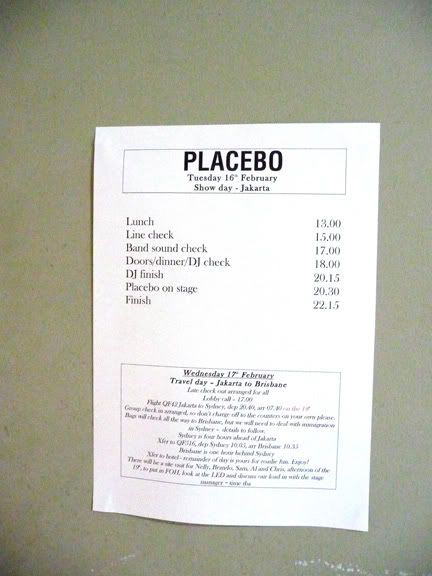 PLACEBO
Tuesday 16th February
Show day - Jakarta
Lunch 13.00
Line check 15.00
Band sound check 17.00
Doors/dinner/DJ check 18.00
DJ finish 20.15
Placebo on stage 20.30
Finish 22.15
Wednesday 17th February
Travel day – Jakarta to Brisbane
Late check out arranged for all
Lobby call - 17.00
Flight QF42 Jakarta to Sydney, dep 20.40, arr 07.40 on the 18th
Group check in arranged, so don't charge off to the counters on your own please.
Bags will check all the way to Brisbane, but we will need to deal with immigration
in Sydney – details to follow.
Sydney is four hours ahead of Jakarta
Xfer to QF516, dep Sydney 10.05, arr Brisbane 10.35
Brisbane is one hour behind Sydney
Xfer to hotel - remainder of day is yours for roadie fun. Enjoy!
There will be a site visit for Nelly, Bearelo, Sam, Al and Chris, afternoon of the
19th, to put in FOH, look at the LED and discuss our load in with the stage
manager – time tba